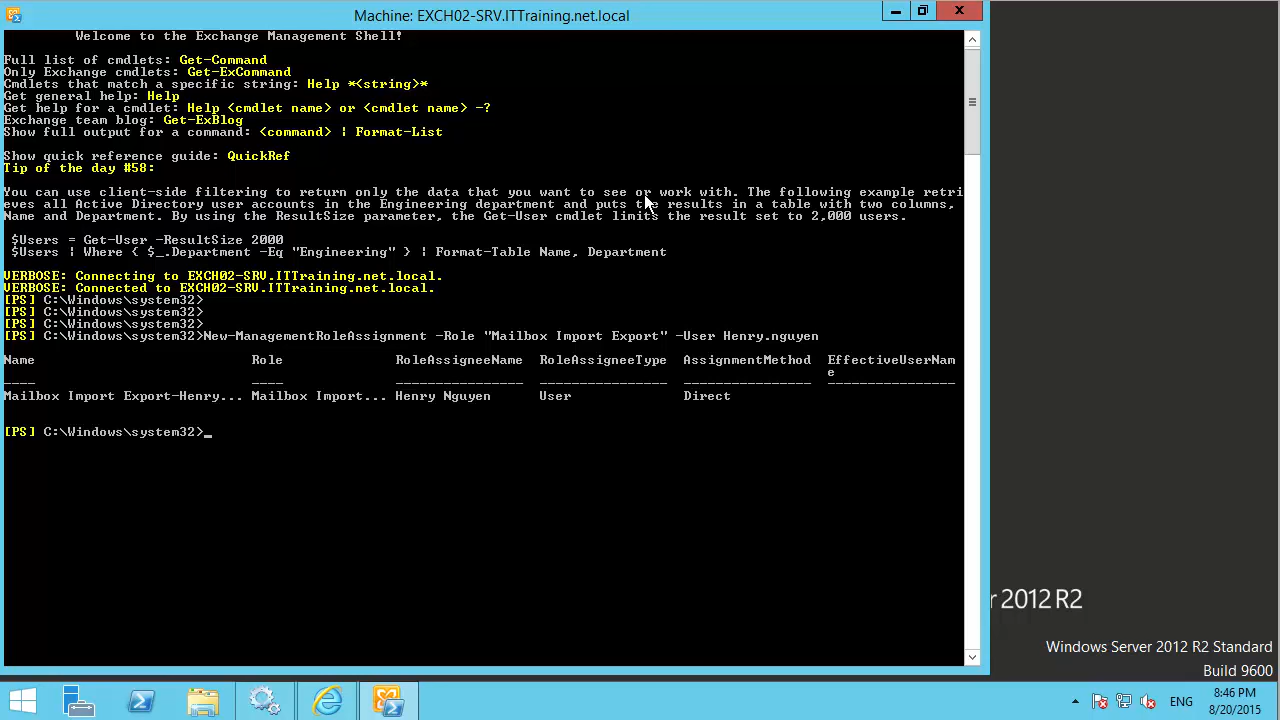 Machine: EXCH02-SRV.ITTraining.net.local
Welcome to the Exchange Management Shell!
Full list of cmdlets: Get-Command
Only Exchange cmdlets: Get-ExCommand
Cmdlets that match a specific string: Help *<string>*
Get general help: Help
Get help for a cmdlet: Help <cmdlet name> or <cmdlet name> -?
Exchange team blog: Get-ExBlog
Show full output for a command: <command> | Format-List
Show quick reference guide: QuickRef
Tip of the day #58:
You can use client-side filtering to return only the data that you want to see or work with. The following example retri
eves all Active Directory user accounts in the Engineering department and puts the results in a table with two columns,
Name and Department. By using the ResultSize parameter, the Get-User cmdlet limits the result set to 2,000 users.
$Users = Get-User -ResultSize 2000
$Users | Where { $_.Department -Eq "Engineering" } | Format-Table Name, Department
VERBOSE: Connecting to EXCH02-SRV.ITTraining.net.local.
VERBOSE: Connected to EXCH02-SRV.ITTraining.net.local.
[PS] C:\Windows\system32>
[PS] C:\Windows\system32>
[PS] C:\Windows\system32>
[PS] C:\Windows\system32>New-ManagementRoleAssignment -Role "Mailbox Import Export" -User Henry.nguyen
Name Role RoleAssigneeName RoleAssigneeType AssignmentMethod EffectiveUserNam
e
---- ---- ---------------- ---------------- ---------------- ----------------
Mailbox Import Export-Henry... Mailbox Import... Henry Nguyen User Direct
[PS] C:\Windows\system32>_
r 2012 R2
Windows Server 2012 R2 Standard
Build 9600
ENG
8:46 PM
8/20/2015